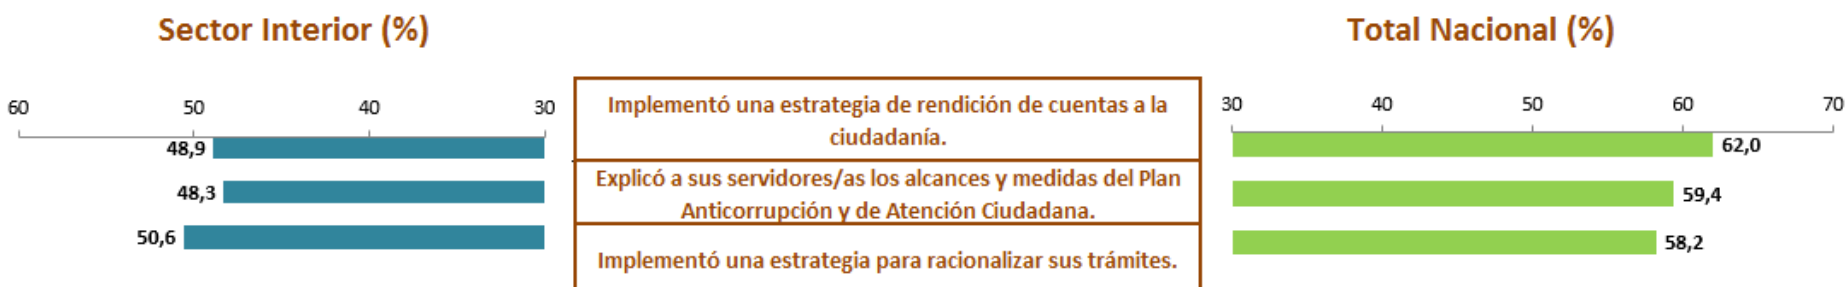 Sector Interior (%)
Total Nacional (%)
60 50 40 30
30 40 50 60 70
Implementó una estrategia de rendición de cuentas a la
ciudadanía.
48,9
62,0
Explicó a sus servidores/as los alcances y medidas del Plan
Anticorrupción y de Atención Ciudadana.
48,3
59,4
Implementó una estrategia para racionalizar sus trámites.
50,6
58,2